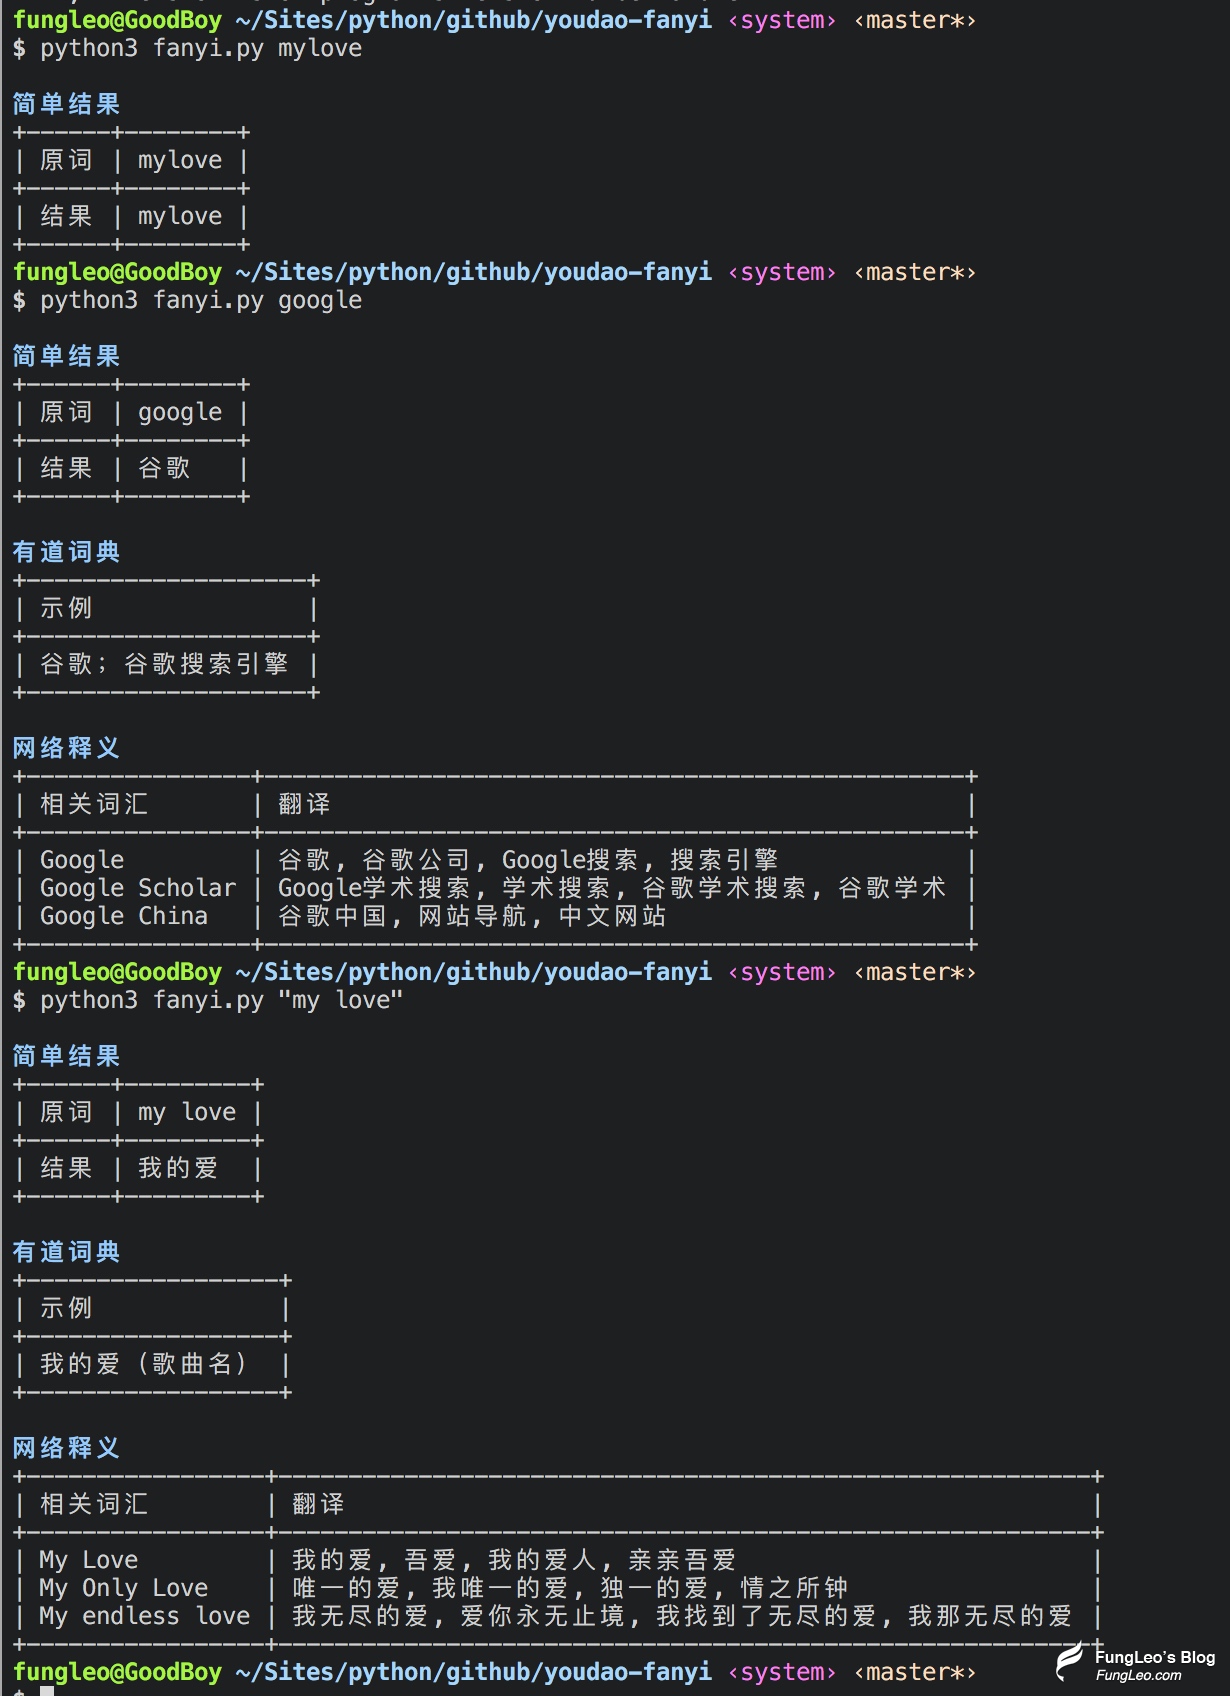 fungleo@GoodBoy ~/Sites/python/github/youdao-fanyi ‹system› ‹master*›
$ python3 fanyi.py mylove
简单结果
+------+--------+
| 原词 | mylove |
+------+--------+
| 结果 | mylove |
+------+--------+
fungleo@GoodBoy ~/Sites/python/github/youdao-fanyi ‹system› ‹master*›
$ python3 fanyi.py google
简单结果
+------+--------+
| 原词 | google |
+------+--------+
| 结果 | 谷歌   |
+------+--------+
有道词典
+--------------------+
| 示例               |
+--------------------+
| 谷歌；谷歌搜索引擎 |
+--------------------+
网络释义
+----------------+--------------------------------------------------+
| 相关词汇       | 翻译                                             |
+----------------+--------------------------------------------------+
| Google         | 谷歌, 谷歌公司, Google搜索, 搜索引擎             |
| Google Scholar | Google学术搜索, 学术搜索, 谷歌学术搜索, 谷歌学术 |
| Google China   | 谷歌中国, 网站导航, 中文网站                     |
+----------------+--------------------------------------------------+
fungleo@GoodBoy ~/Sites/python/github/youdao-fanyi ‹system› ‹master*›
$ python3 fanyi.py "my love"
简单结果
+------+---------+
| 原词 | my love |
+------+---------+
| 结果 | 我的爱  |
+------+---------+
有道词典
+------------------+
| 示例             |
+------------------+
| 我的爱（歌曲名） |
+------------------+
网络释义
+-----------------+----------------------------------------------------------+
| 相关词汇        | 翻译                                                     |
+-----------------+----------------------------------------------------------+
| My Love         | 我的爱, 吾爱, 我的爱人, 亲亲吾爱                         |
| My Only Love    | 唯一的爱, 我唯一的爱, 独一的爱, 情之所钟                 |
| My endless love | 我无尽的爱, 爱你永无止境, 我找到了无尽的爱, 我那无尽的爱 |
+-----------------+----------------------------------------------------------+
fungleo@GoodBoy ~/Sites/python/github/youdao-fanyi ‹system› ‹master*›
$
FungLeo's Blog
FungLeo.com